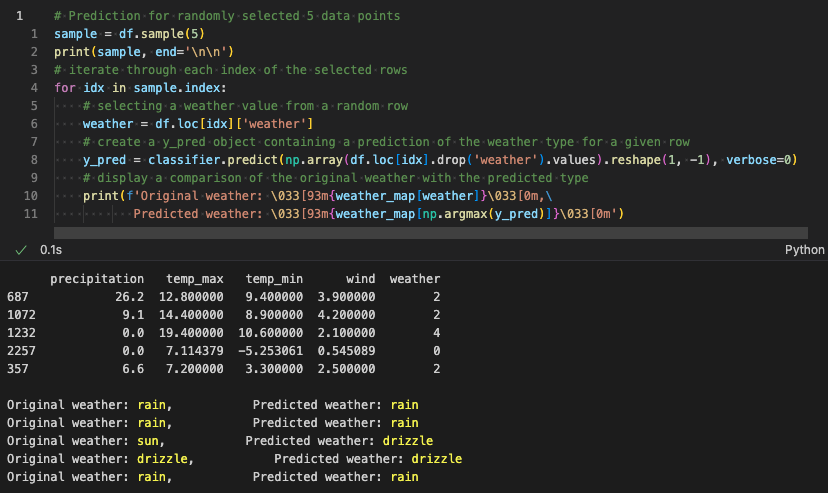 1 # Prediction for randomly selected 5 data points
1 sample = df.sample(5)
2 print(sample, end='\n\n')
3 # iterate through each index of the selected rows
4 for idx in sample.index:
5 # selecting a weather value from a random row
6 weather = df.loc[idx]['weather']
7 # create a y_pred object containing a prediction of the weather type for a given row
8 y_pred = classifier.predict(np.array(df.loc[idx].drop('weather').values).reshape(1, -1), verbose=0)
9 # display a comparison of the original weather with the predicted type
10 print(f'Original weather: \033[93m{weather_map[weather]}\033[0m,\
11 Predicted weather: \033[93m{weather_map[np.argmax(y_pred)]}\033[0m')
✓ 0.1s Python
precipitation temp_max temp_min wind weather
687 26.2 12.800000 9.400000 3.900000 2
1072 9.1 14.400000 8.900000 4.200000 2
1232 0.0 19.400000 10.600000 2.100000 4
2257 0.0 7.114379 -5.253061 0.545089 0
357 6.6 7.200000 3.300000 2.500000 2
Original weather: rain, Predicted weather: rain
Original weather: rain, Predicted weather: rain
Original weather: sun, Predicted weather: drizzle
Original weather: drizzle, Predicted weather: drizzle
Original weather: rain, Predicted weather: rain